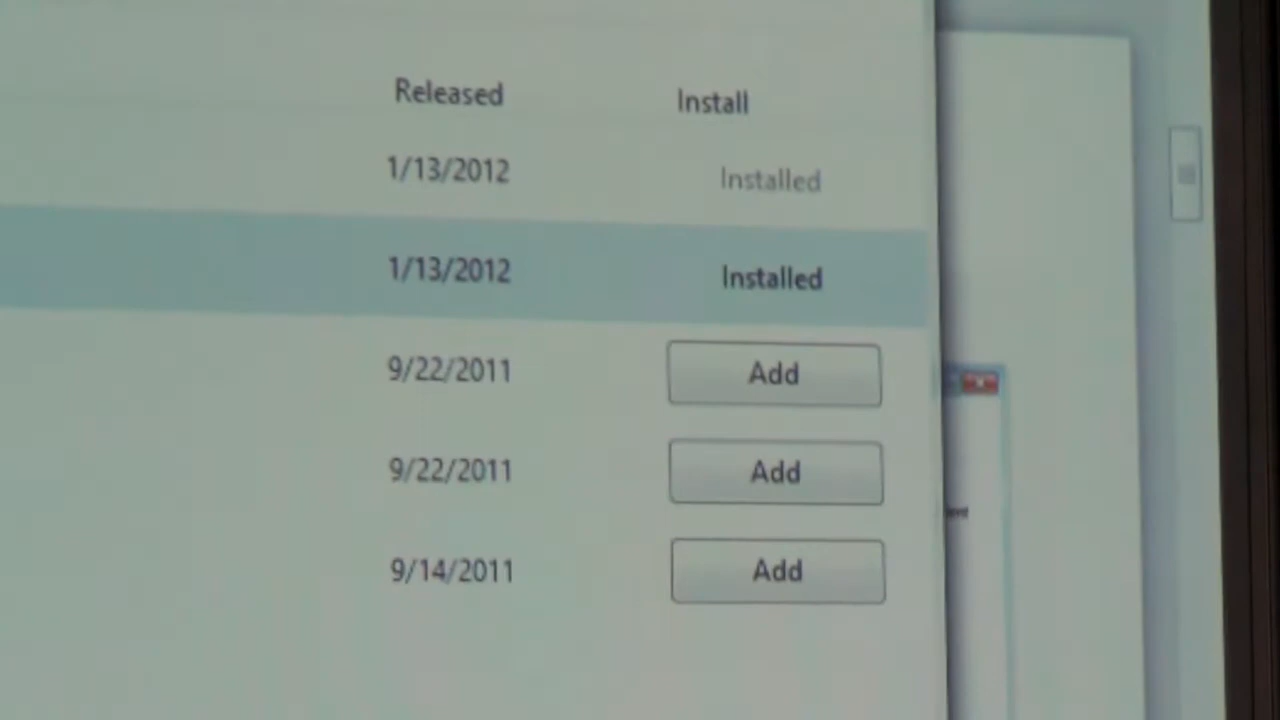 Released Install
1/13/2012 Installed
1/13/2012 Installed
9/22/2011 Add
9/22/2011 Add
9/14/2011 Add